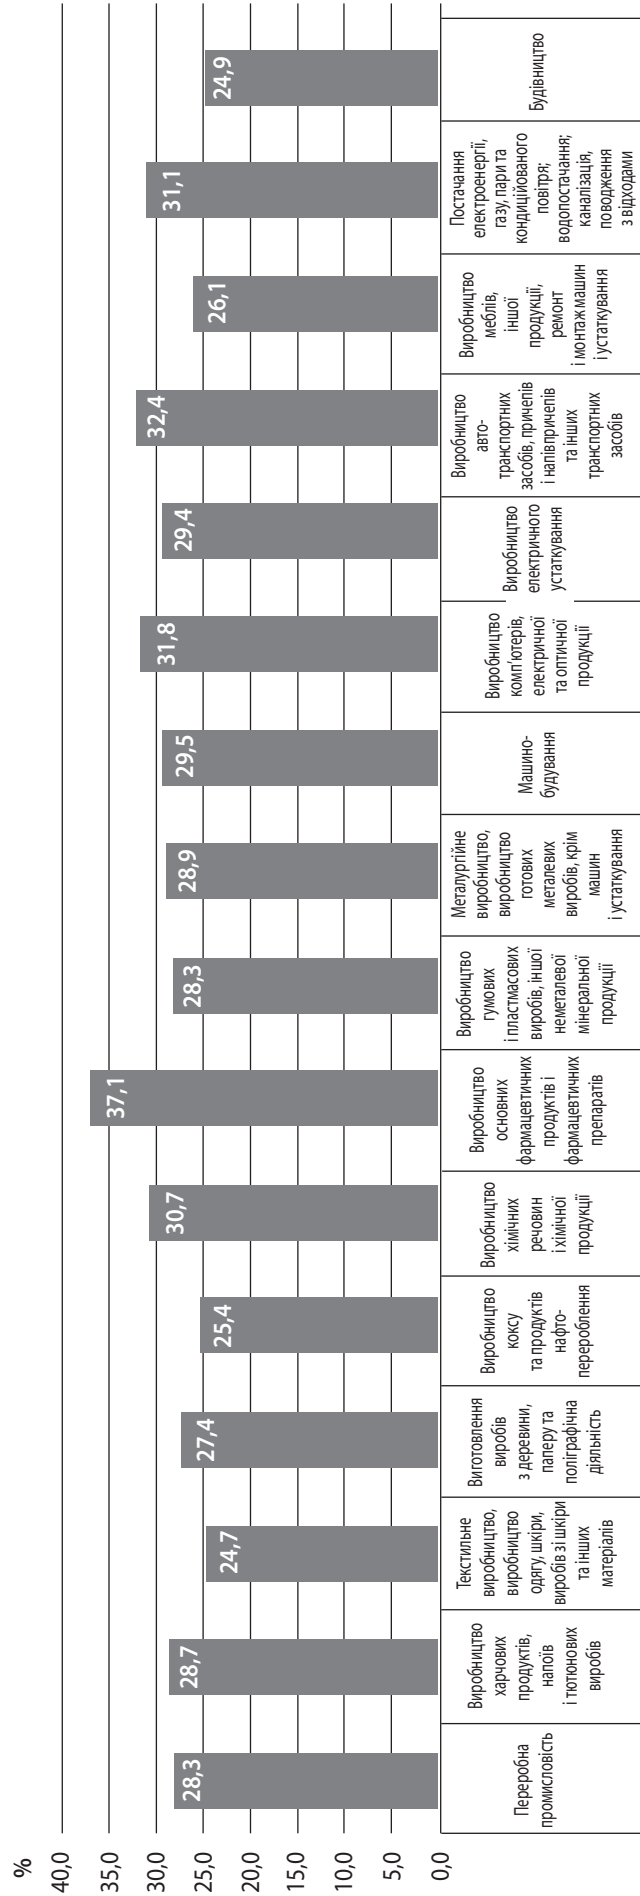 %
40,0
35,0
30,0
25,0
20,0
15,0
10,0
5,0
0,0
28,3
28,7
24,7
27,4
25,4
30,7
37,1
28,3
28,9
29,5
31,8
29,4
32,4
26,1
31,1
24,9
Переробна
промисловість
Виробництво
харчових
продуктів,
напоїв
і тютюнових
виробів
Текстильне
виробництво,
виробництво
одягу, шкіри,
виробів зі шкіри
та інших
матеріалів
Виготовлення
виробів
з деревини,
паперу та
поліграфічна
діяльність
Виробництво
коксу
та продуктів
нафто-
перероблення
Виробництво
хімічних
речовин
і хімічної
продукції
Виробництво
основних
фармацевтичних
продуктів і
фармацевтичних
препаратів
Виробництво
гумових
і пластмасових
виробів, іншої
неметалевої
мінеральної
продукції
Металургійне
виробництво,
виробництво
готових
металевих
виробів, крім
машин
і устаткування
Машино-
будування
Виробництво
комп'ютерів,
електричної
та оптичної
продукції
Виробництво
електричного
устаткування
Виробництво
авто-
транспортних
засобів, причепів
і напівпричепів
та інших
транспортних
засобів
Виробництво
меблів,
іншої
продукції,
ремонт
і монтаж машин
і устаткування
Постачання
електроенергії,
газу, пари та
кондиційованого
повітря;
водопостачання;
каналізація,
поводження
з відходами
Будівництво